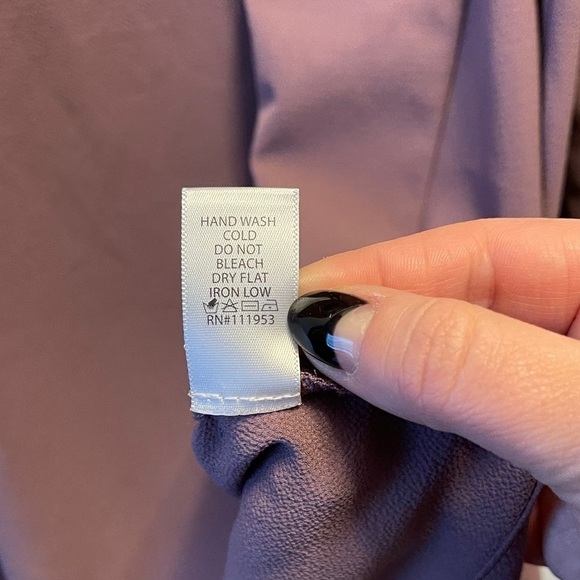 HAND WASH
COLD
DO NOT
BLEACH
DRY FLAT
IRON LOW
RN#111953